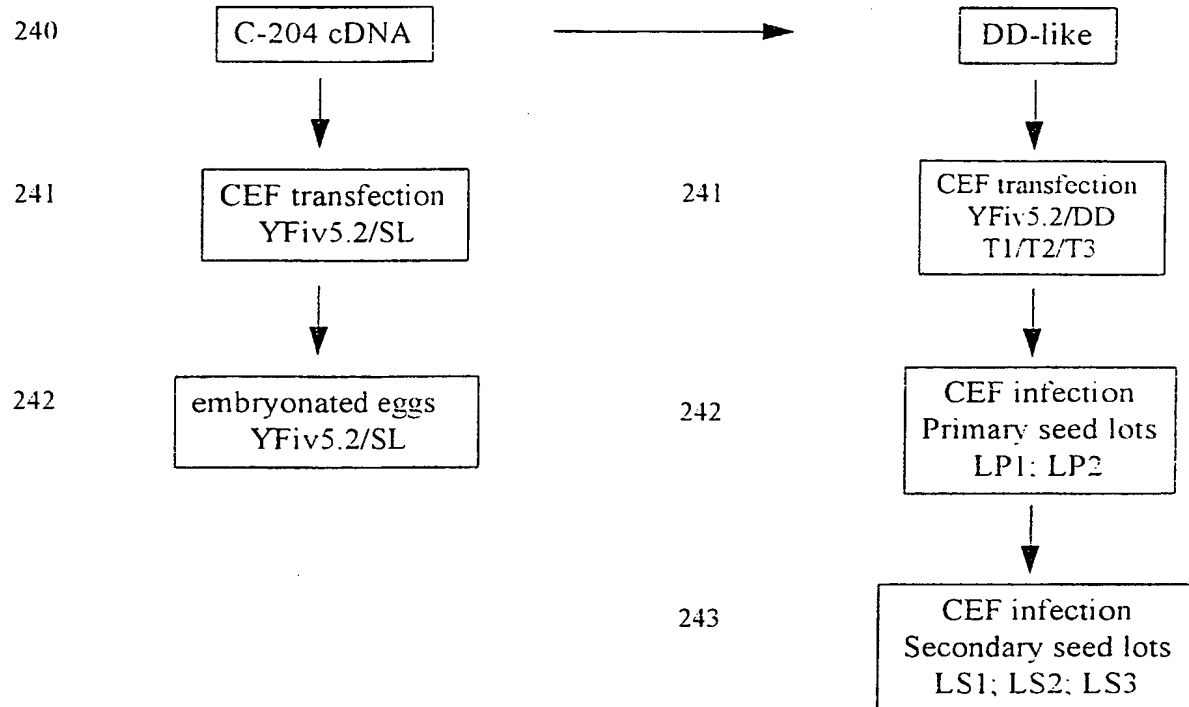 240
C-204 cDNA
DD-like
241
CEF transfection
YFiv5.2/SL
241
CEF transfection
YFiv5.2/DD
T1/T2/T3
242
embryonated eggs
YFiv5.2/SL
242
CEF infection
Primary seed lots
LP1; LP2
243
CEF infection
Secondary seed lots
LS1; LS2; LS3